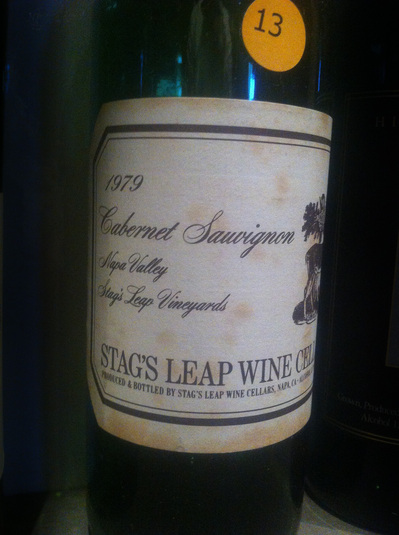 13
1979
Cabernet Sauvignon
Napa Valley
Stag's Leap Vineyards
STAG'S LEAP WINE CEL
PRODUCED & BOTTLED BY STAG'S LEAP WINE CELLARS, NAPA, CA
Alcohol